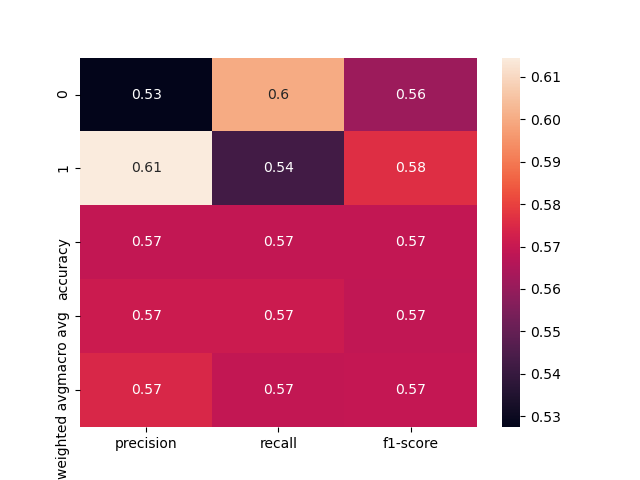 0 0.53 0.6 0.56
1 0.61 0.54 0.58
accuracy 0.57 0.57 0.57
macro avg 0.57 0.57 0.57
weighted avg 0.57 0.57 0.57
precision recall f1-score
0.61
0.60
0.59
0.58
0.57
0.56
0.55
0.54
0.53